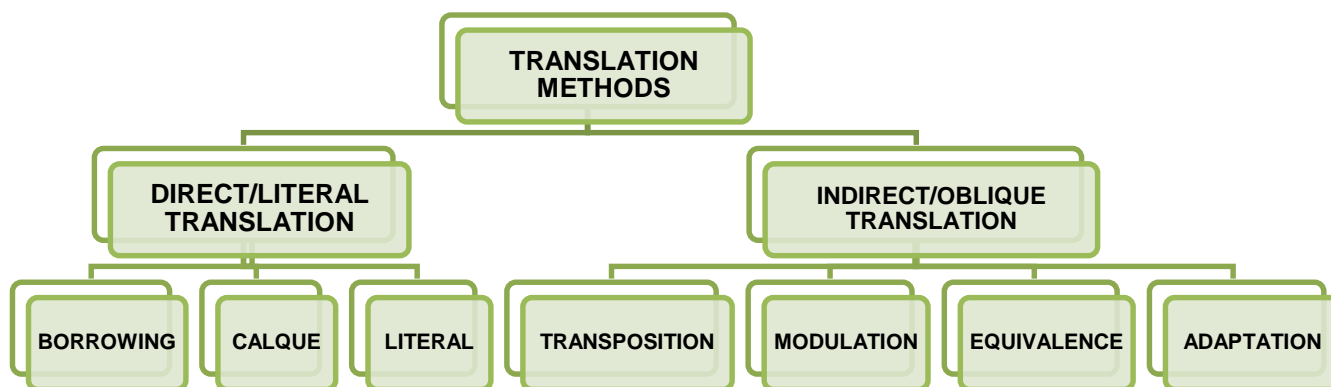 TRANSLATION
METHODS
DIRECT/LITERAL
TRANSLATION
INDIRECT/OBLIQUE
TRANSLATION
BORROWING
CALQUE
LITERAL
TRANSPOSITION
MODULATION
EQUIVALENCE
ADAPTATION